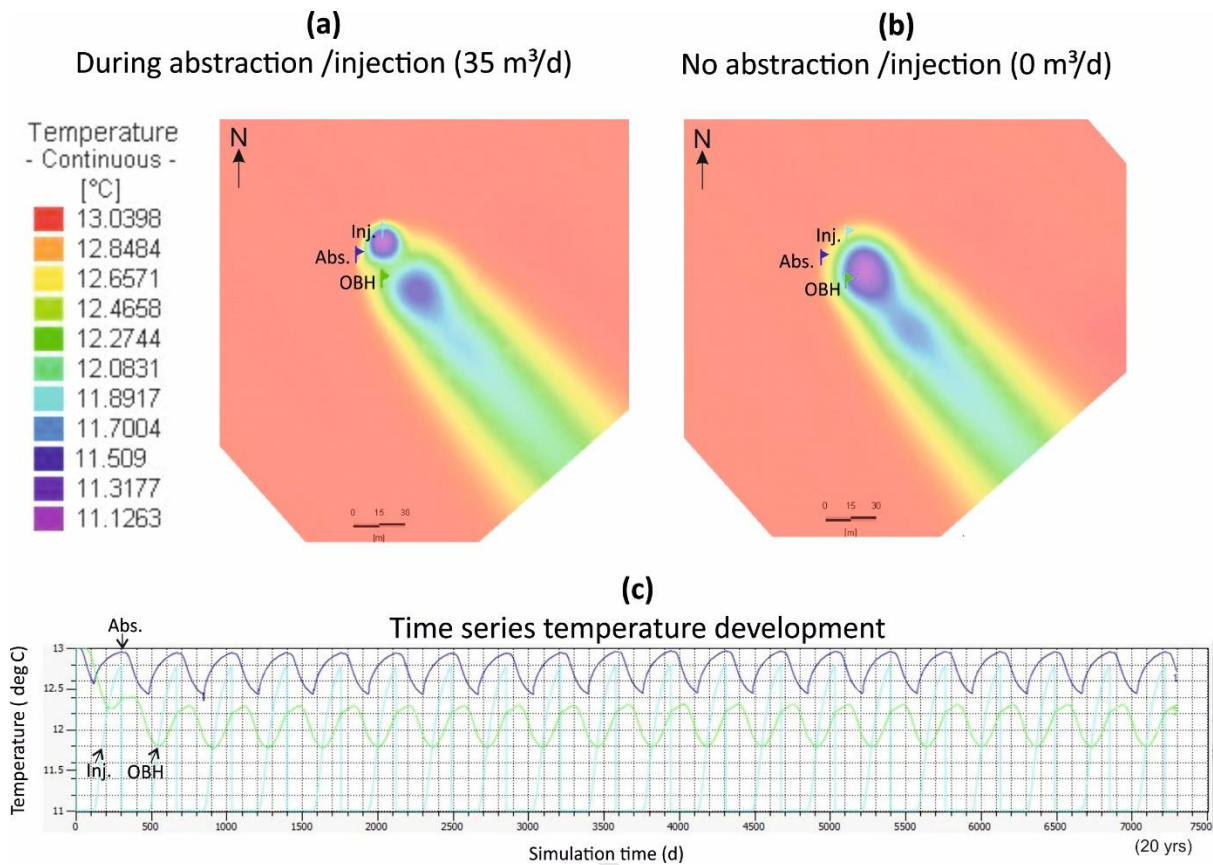 (a)
During abstraction /injection (35 m³/d)
(b)
No abstraction /injection (0 m³/d)
Temperature
- Continuous -
[°C]
13.0398
12.8484
12.6571
12.4658
12.2744
12.0831
11.8917
11.7004
11.509
11.3177
11.1263
N
Inj.
Abs.
OBH
0 15 30
[m]
N
Inj.
Abs.
OBH
0 15 30
[m]
(c)
Time series temperature development
Abs.
Temperature ( deg C)
13
12.5
12
11.5
11
Inj.
OBH
0 500 1000 1500 2000 2500 3000 3500 4000 4500 5000 5500 6000 6500 7000 7500
Simulation time (d)
(20 yrs)